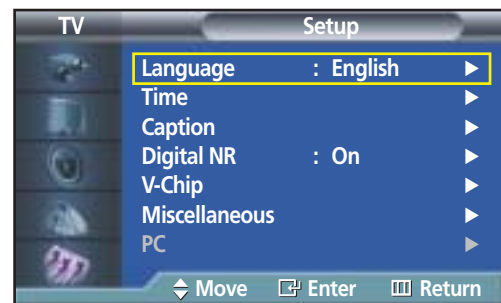 TV Setup
Language : English
Time
Caption
Digital NR : On
V-Chip
Miscellaneous
PC
Move Enter Return